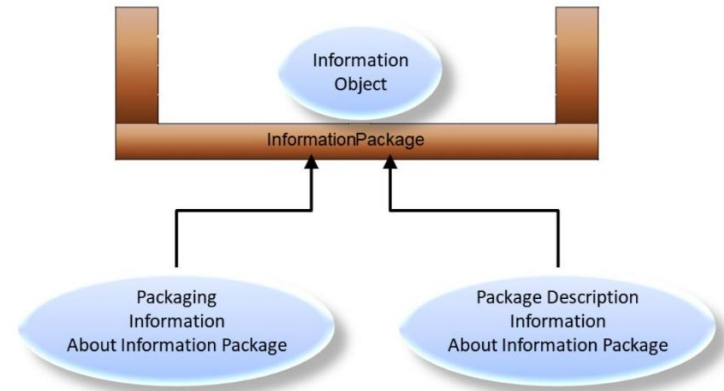 Information
Object
InformationPackage
Packaging
Information
About Information Package
Package Description
Information
About Information Package